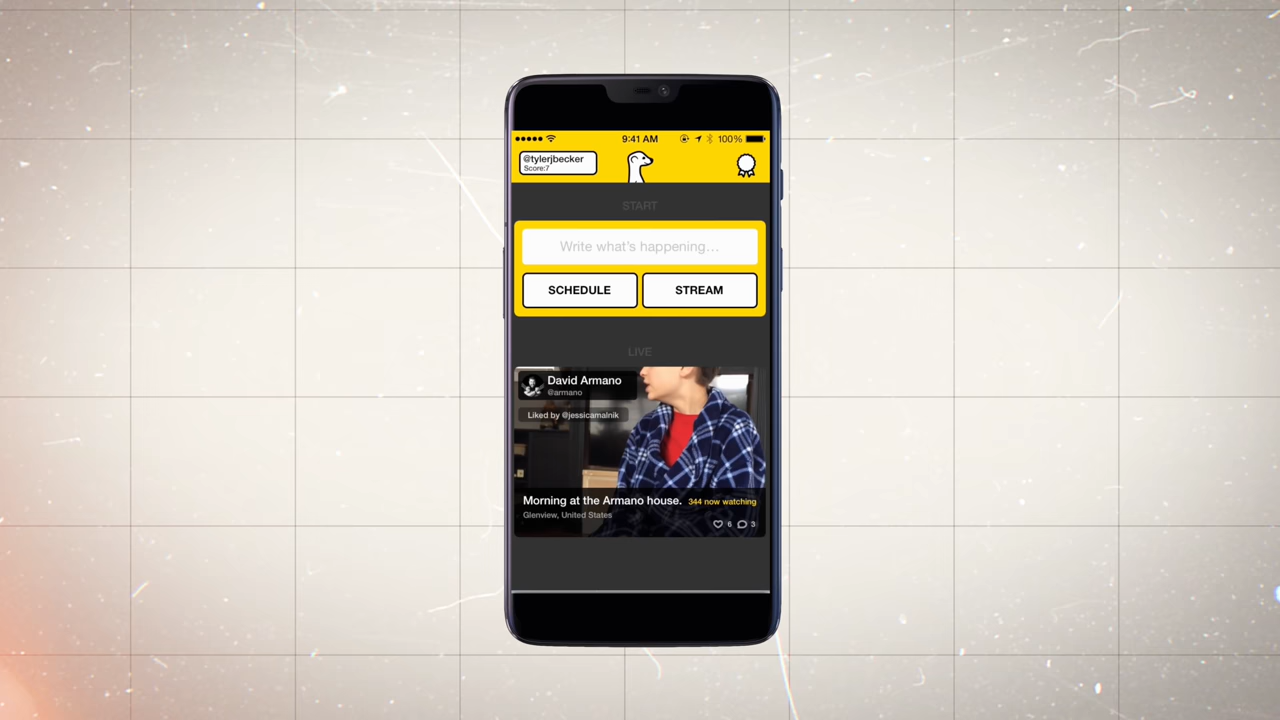 9:41 AM
100%
@tylerjbecker
Score:7
START
Write what's happening...
SCHEDULE
STREAM
LIVE
David Armano
@armano
Liked by @jessicamalnik
Morning at the Armano house.
344 now watching
Glenview, United States
6
3